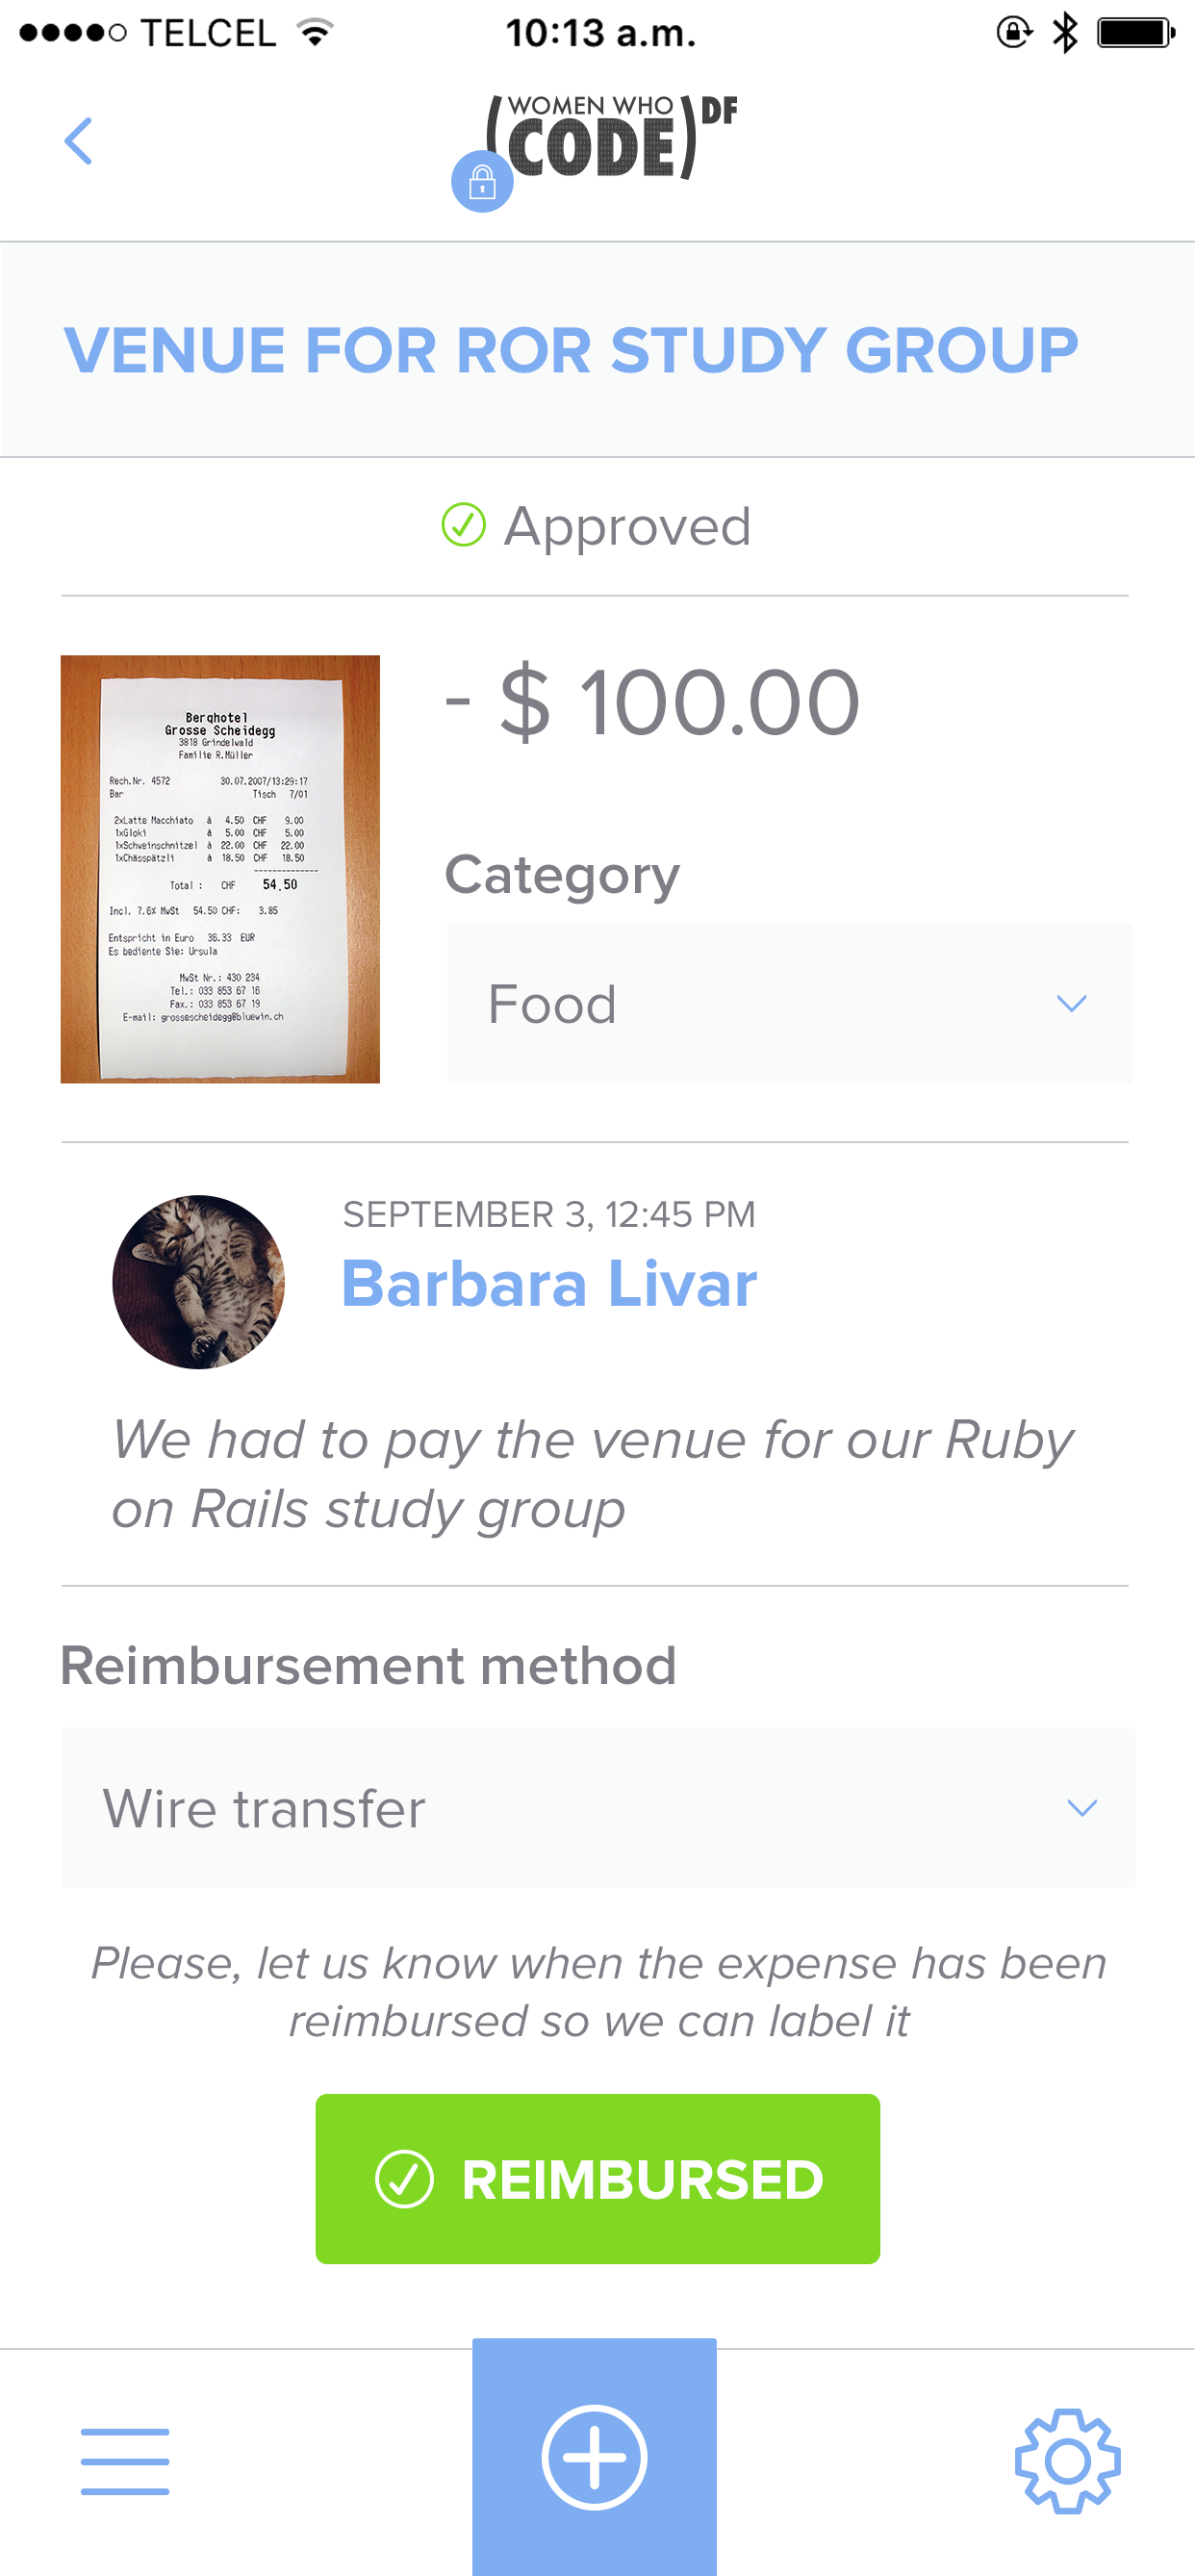 TELCEL 10:13 a.m.
WOMEN WHO
(CODE) DF
VENUE FOR ROR STUDY GROUP
Approved
Berghotel
Grosse Scheidegg
3818 Grindelwald
Familie R.Müller
Rech.Nr. 4572 30.07.2007/13:29:17
Bar Tisch 7/01
2xLatte Macchiato à 4.50 CHF 9.00
1xGloki à 5.00 CHF 5.00
1xSchweinschnitzel à 22.00 CHF 22.00
1xChässpätzli à 18.50 CHF 18.50
Total : CHF 54.50
Incl. 7.6% MwSt 54.50 CHF: 3.85
Entspricht in Euro 36.33 EUR
Es bediente Sie: Ursula
MwSt Nr.: 430 234
Tel.: 033 853 67 16
Fax.: 033 853 67 19
E-mail: grossescheidegg@bluewin.ch
- $ 100.00
Category
Food
SEPTEMBER 3, 12:45 PM
Barbara Livar
We had to pay the venue for our Ruby
on Rails study group
Reimbursement method
Wire transfer
Please, let us know when the expense has been
reimbursed so we can label it
REIMBURSED